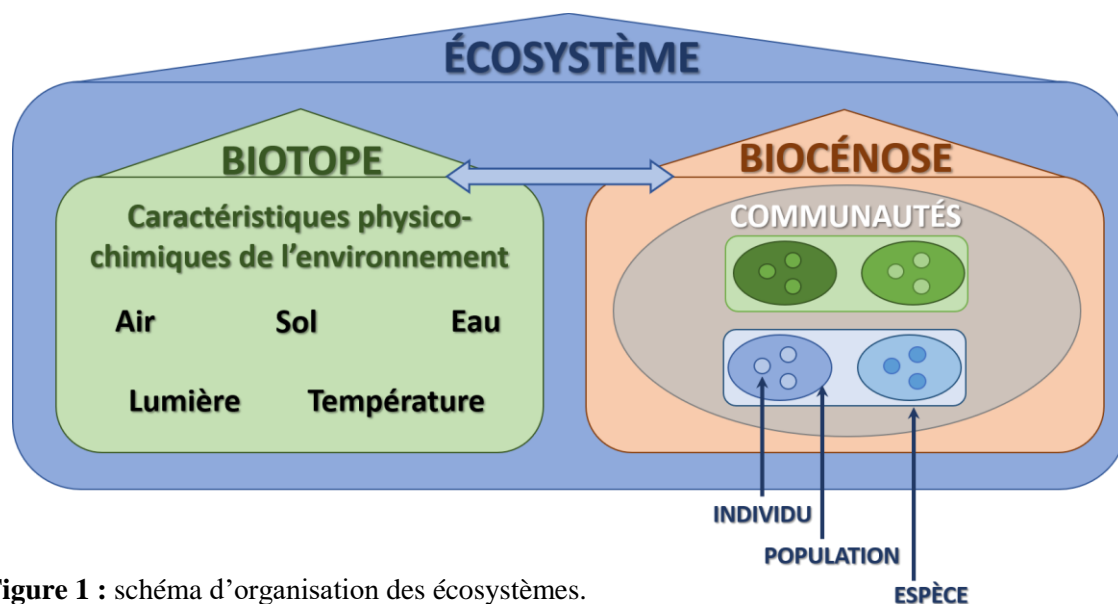 ÉCOSYSTÈME
BIOTOPE
BIOCÉNOSE
Caractéristiques physico-
chimiques de l'environnement
Air Sol Eau
Lumière Température
COMMUNAUTÉS
INDIVIDU
POPULATION
ESPÈCE
igure 1 : schéma d'organisation des écosystèmes.